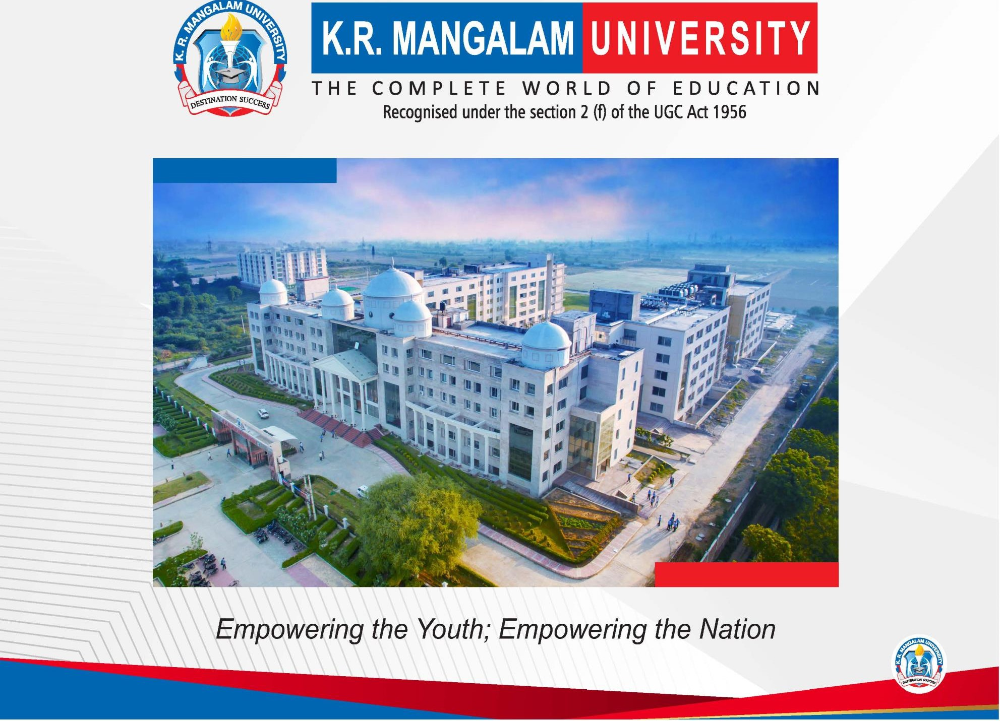 K. R. MANGALAM UNIVERSITY
DESTINATION SUCCESS
K.R. MANGALAM UNIVERSITY
THE COMPLETE WORLD OF EDUCATION
Recognised under the section 2 (f) of the UGC Act 1956
Empowering the Youth; Empowering the Nation
K. R. MANGALAM UNIVERSITY
DESTINATION SUCCESS